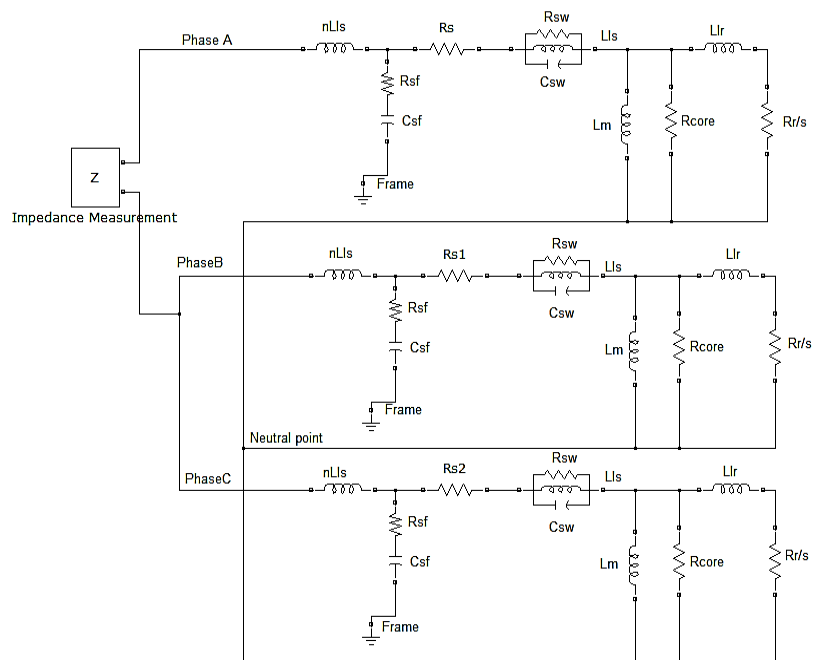 Rsw
nLls
Rs
Lls
Llr
Phase A
Csw
Rsf
Csf
Lm
Rcore
Rr/s
Z
Frame
Impedance Measurement
Rsw
nLls
Rs1
Llr
PhaseB
Lls
Csw
Rsf
Csf
Lm
Rcore
Rr/s
Frame
Neutral point
Rsw
nLls
Rs2
Llr
PhaseC
Lls
Csw
Rsf
Csf
Lm
Rcore
Rr/s
Frame